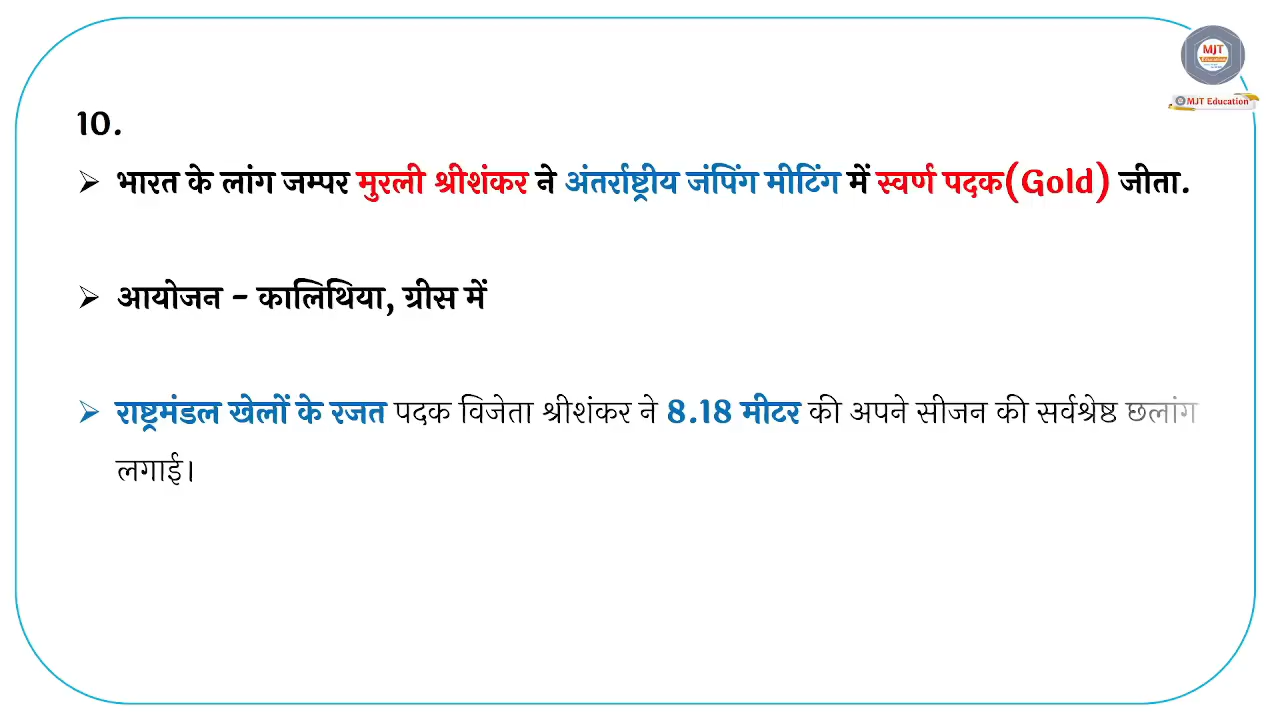 MJT
Education
MJT Education
10.
➢ भारत के लांग जम्पर मुरली श्रीशंकर ने अंतर्राष्ट्रीय जंपिंग मीटिंग में स्वर्ण पदक(Gold) जीता.
➢ आयोजन - कालिथिया, ग्रीस में
➢ राष्ट्रमंडल खेलों के रजत पदक विजेता श्रीशंकर ने 8.18 मीटर की अपने सीजन की सर्वश्रेष्ठ छलांग
लगाई।